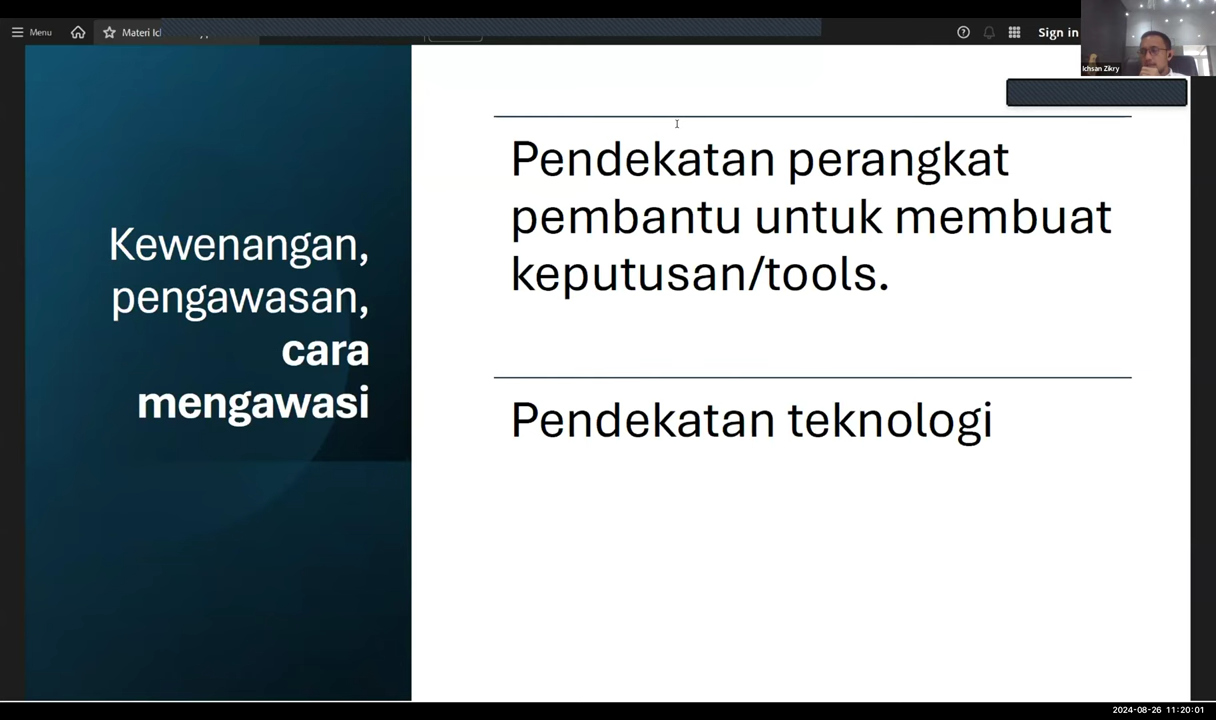 Menu
Materi Ic
Sign in
Ichsan Zikry
Kewenangan,
pengawasan,
cara
mengawasi
Pendekatan perangkat
pembantu untuk membuat
keputusan/tools.
Pendekatan teknologi
2024-08-26 11:20:01